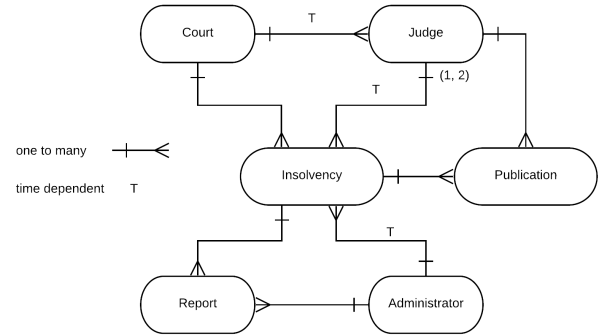 T
Court
Judge
(1, 2)
T
one to many
Insolvency
Publication
time dependent T
T
Report
Administrator